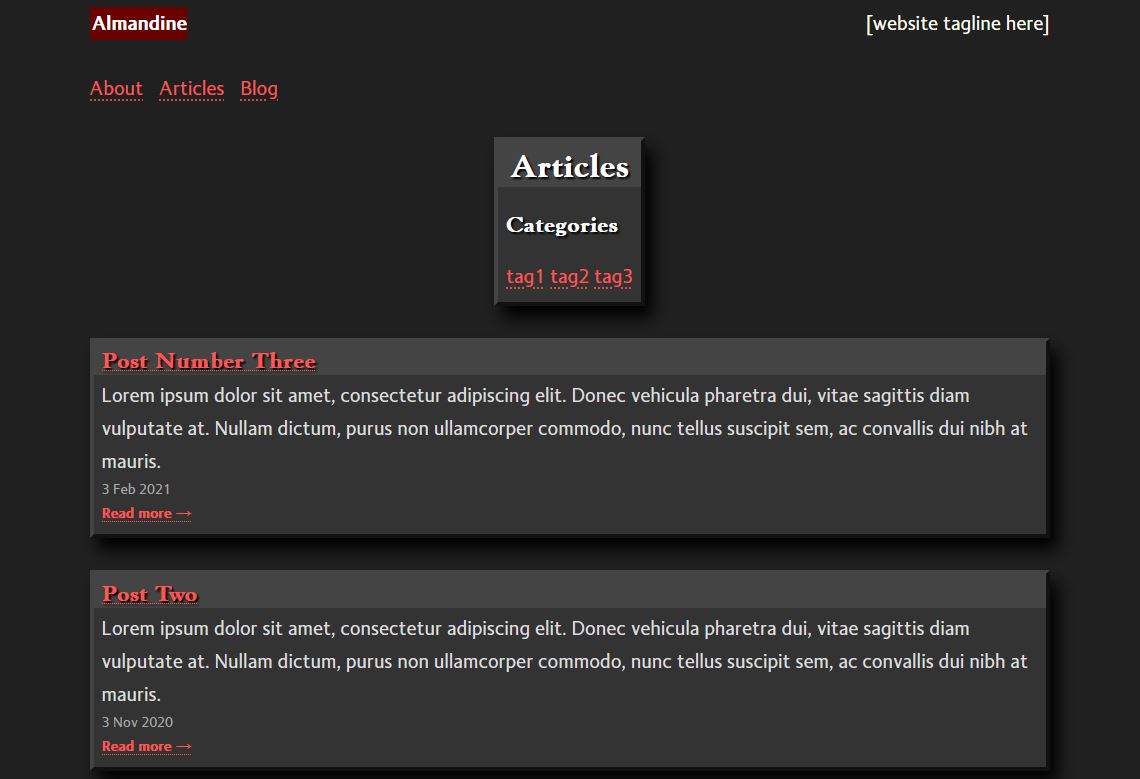 Almandine
[website tagline here]
About Articles Blog
Articles
Categories
tag1 tag2 tag3
Post Number Three
Lorem ipsum dolor sit amet, consectetur adipiscing elit. Donec vehicula pharetra dui, vitae sagittis diam
vulputate at. Nullam dictum, purus non ullamcorper commodo, nunc tellus suscipit sem, ac convallis dui nibh at
mauris.
3 Feb 2021
Read more →
Post Two
Lorem ipsum dolor sit amet, consectetur adipiscing elit. Donec vehicula pharetra dui, vitae sagittis diam
vulputate at. Nullam dictum, purus non ullamcorper commodo, nunc tellus suscipit sem, ac convallis dui nibh at
mauris.
3 Nov 2020
Read more →